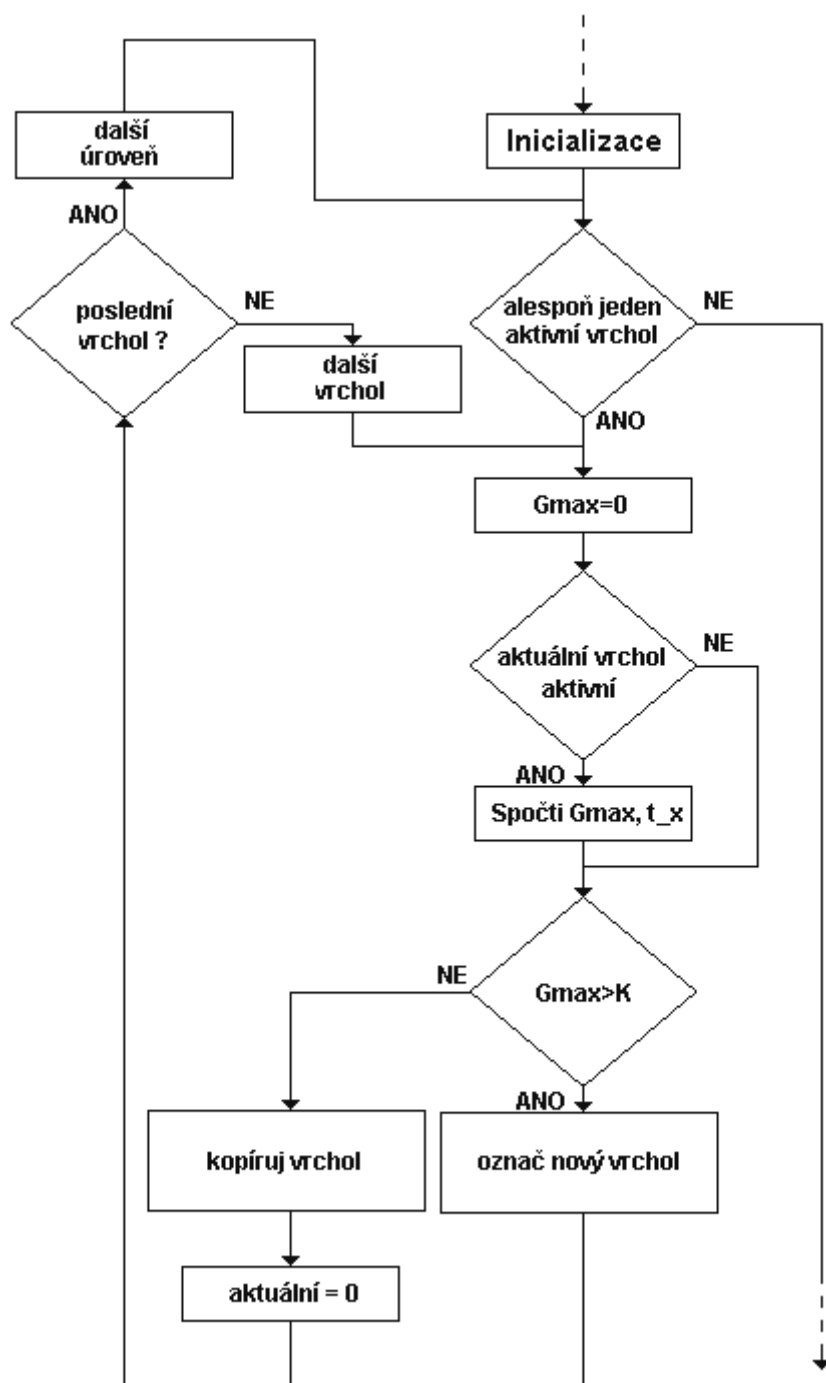 další
úroveň
Inicializace
ANO
poslední
vrchol ?
NE
alespoň jeden
aktivní vrchol
NE
další
vrchol
ANO
Gmax=0
aktuální vrchol
aktivní
NE
ANO
Spočti Gmax, t_x
NE
Gmax>K
ANO
kopíruj vrchol
označ nový vrchol
aktuální = 0